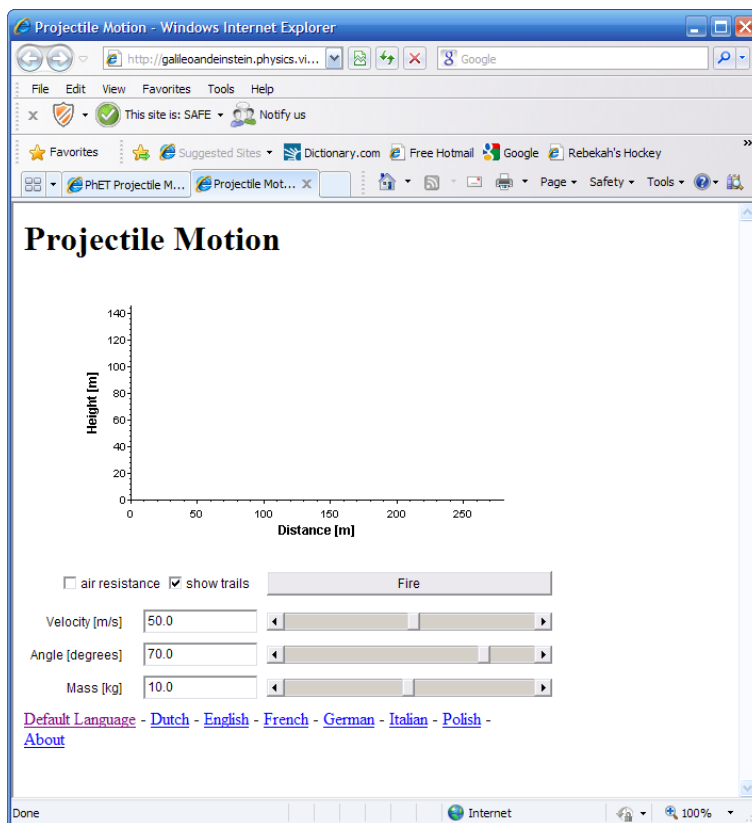 Projectile Motion - Windows Internet Explorer
http://galileoandeinstein.physics.vi... Google
File Edit View Favorites Tools Help
x This site is: SAFE Notify us
Favorites Suggested Sites Dictionary.com Free Hotmail Google Rebekah's Hockey »
PhET Projectile M... Projectile Mot... X Page Safety Tools
Projectile Motion
140
120
100
80
60
40
20
0
Height [m]
0 50 100 150 200 250
Distance [m]
air resistance show trails Fire
Velocity [m/s] 50.0
Angle [degrees] 70.0
Mass [kg] 10.0
Default Language - Dutch - English - French - German - Italian - Polish -
About
Done Internet 100%